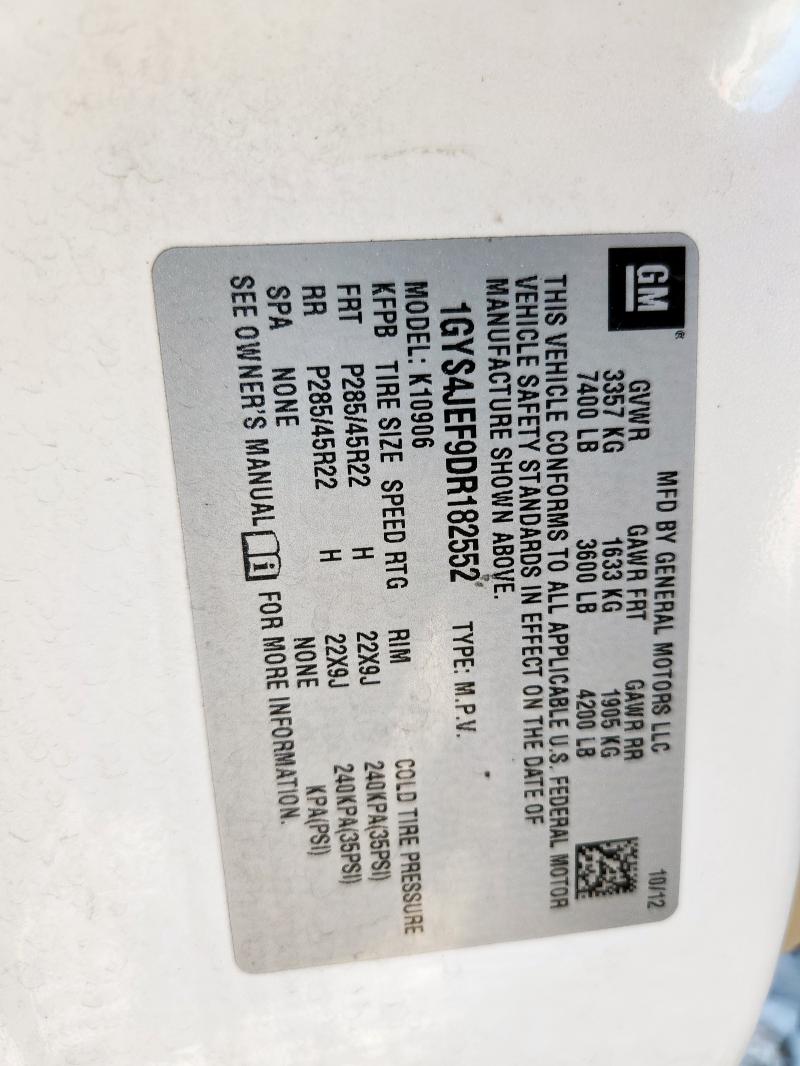 GM ®
MFD BY GENERAL MOTORS LLC 10/12
GVWR GAWR FRT GAWR RR
3357 KG 1633 KG 1905 KG
7400 LB 3600 LB 4200 LB
THIS VEHICLE CONFORMS TO ALL APPLICABLE U.S. FEDERAL MOTOR
VEHICLE SAFETY STANDARDS IN EFFECT ON THE DATE OF
MANUFACTURE SHOWN ABOVE.
1GYS4JEF9DR182552 TYPE: M.P.V.
MODEL: K10906
KFPB TIRE SIZE SPEED RTG RIM COLD TIRE PRESSURE
FRT P285/45R22 H 22X9J 240KPA(35PSI)
RR P285/45R22 H 22X9J 240KPA(35PSI)
SPA NONE NONE KPA(PSI)
SEE OWNER'S MANUAL i FOR MORE INFORMATION.